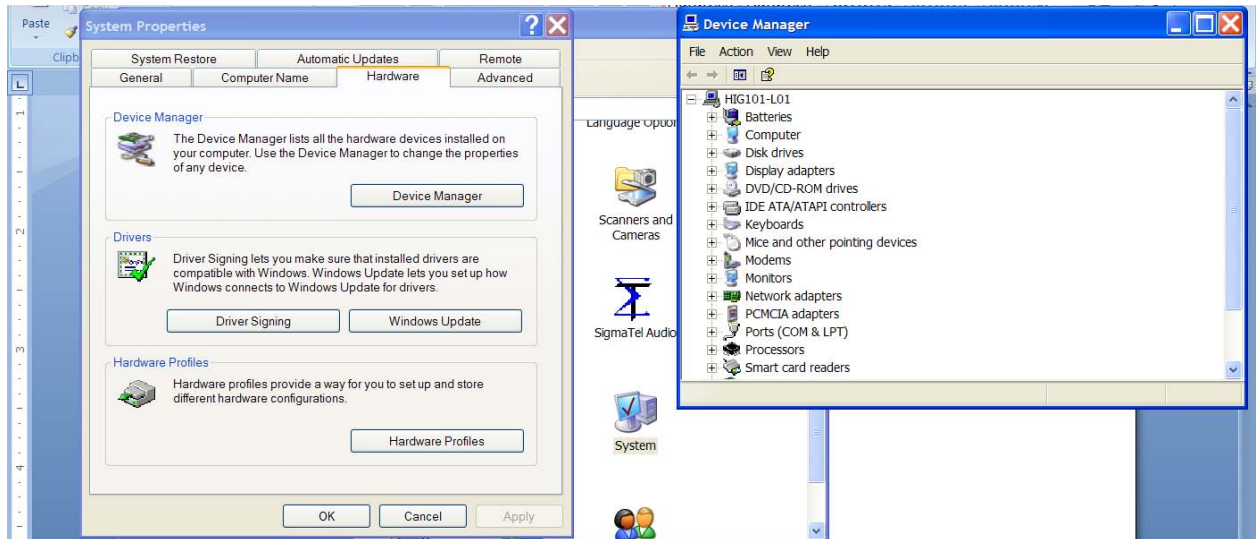 Paste
Clipb
System Properties
System Restore
Automatic Updates
Remote
General
Computer Name
Hardware
Advanced
Device Manager
The Device Manager lists all the hardware devices installed on
your computer. Use the Device Manager to change the properties
of any device.
Device Manager
Drivers
Driver Signing lets you make sure that installed drivers are
compatible with Windows. Windows Update lets you set up how
Windows connects to Windows Update for drivers.
Driver Signing
Windows Update
Hardware Profiles
Hardware profiles provide a way for you to set up and store
different hardware configurations.
Hardware Profiles
OK
Cancel
Apply
Language Option
Scanners and
Cameras
SigmaTel Audio
System
Device Manager
File Action View Help
HIG101-L01
Batteries
Computer
Disk drives
Display adapters
DVD/CD-ROM drives
IDE ATA/ATAPI controllers
Keyboards
Mice and other pointing devices
Modems
Monitors
Network adapters
PCMCIA adapters
Ports (COM & LPT)
Processors
Smart card readers
L
1
2
3
4